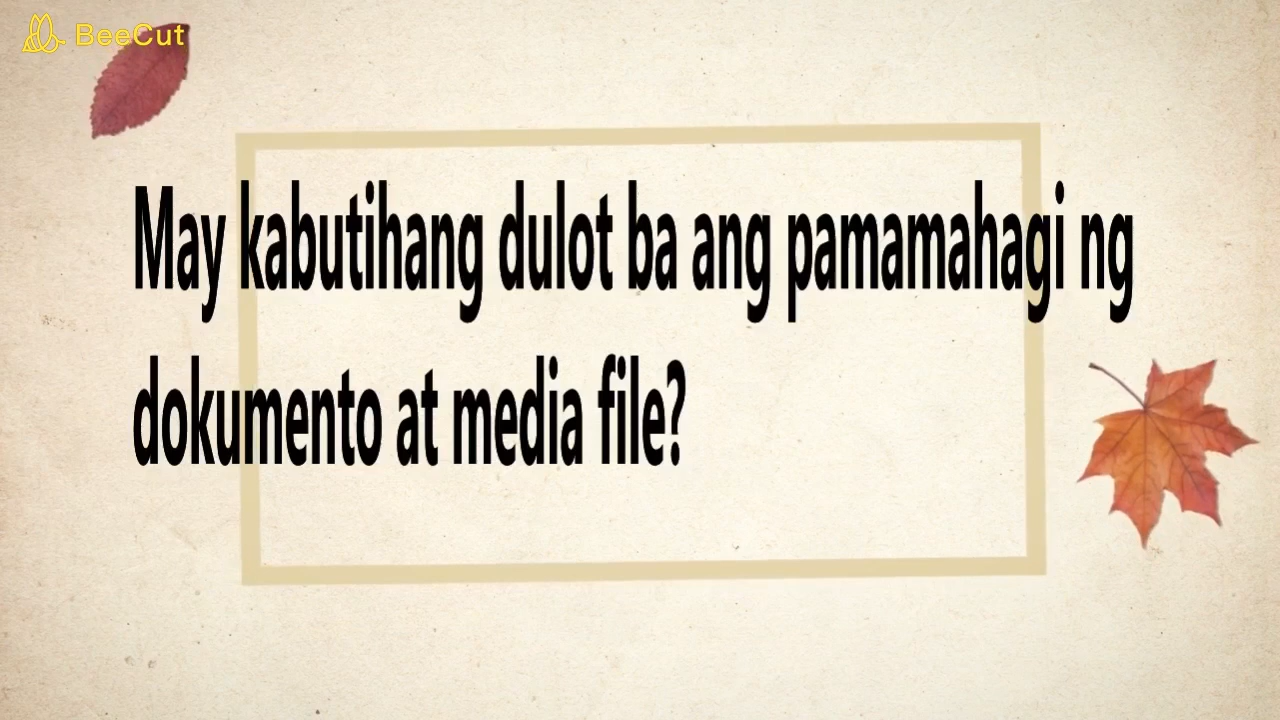 BeeCut
May kabutihang dulot ba ang pamamahagi ng
dokumento at media file?